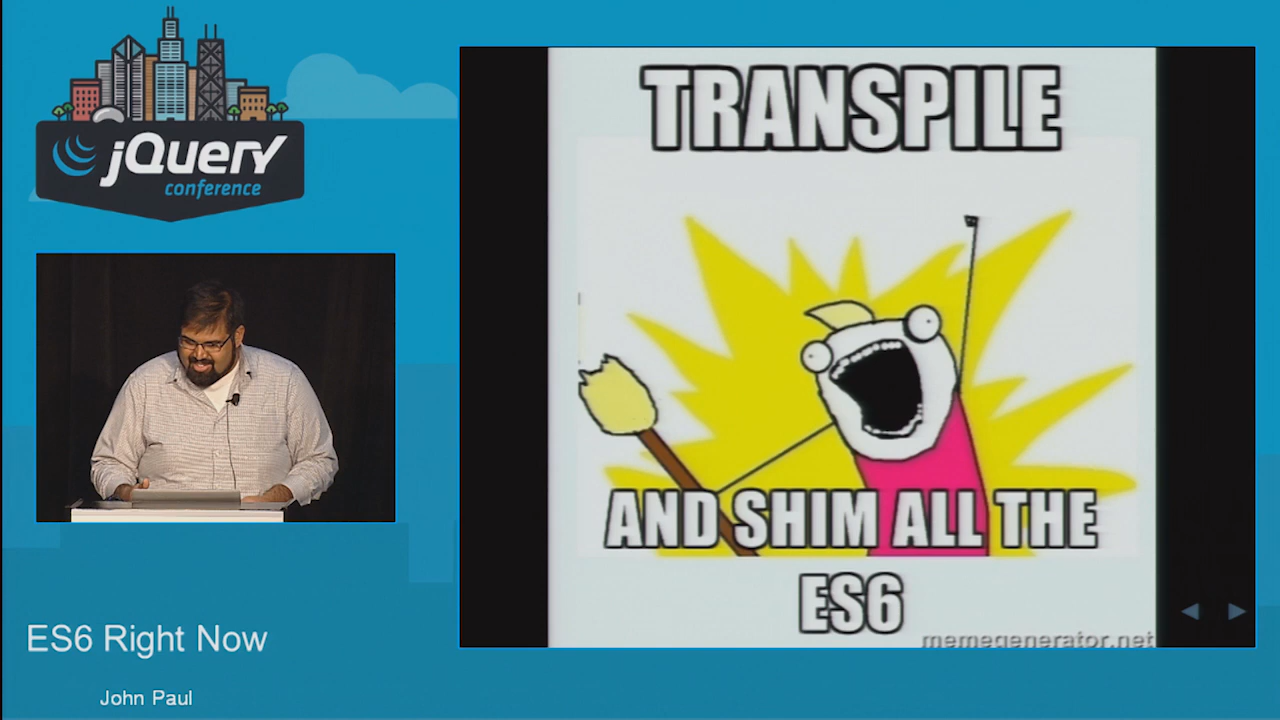 jQuery
conference
TRANSPILE
AND SHIM ALL THE
ES6
memegenerator.net
ES6 Right Now
John Paul